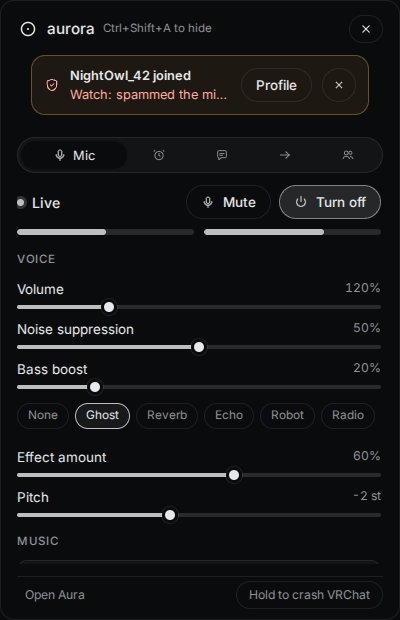 aurora Ctrl+Shift+A to hide
NightOwl_42 joined
Watch: spammed the mi...
Profile
Mic
Live
Mute
Turn off
VOICE
Volume 120%
Noise suppression 50%
Bass boost 20%
None Ghost Reverb Echo Robot Radio
Effect amount 60%
Pitch -2 st
MUSIC
Open Aura
Hold to crash VRChat